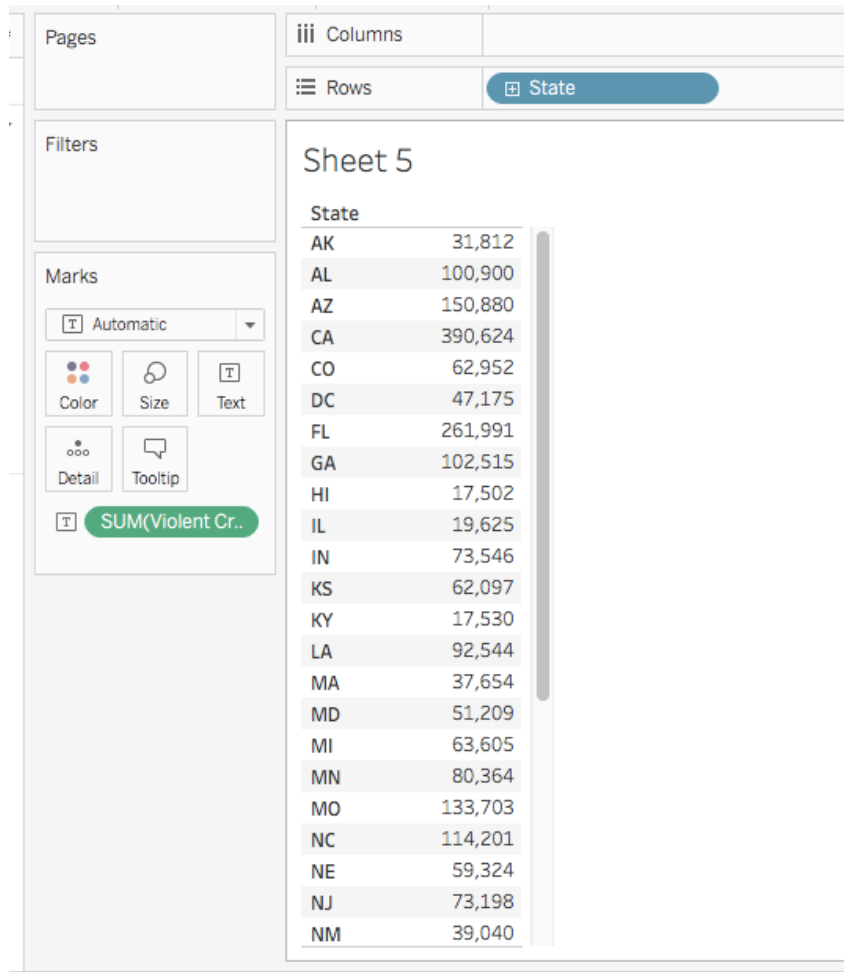 Pages
iii Columns
Rows
State
Filters
Sheet 5
State
AK 31,812
AL 100,900
AZ 150,880
CA 390,624
CO 62,952
DC 47,175
FL 261,991
GA 102,515
HI 17,502
IL 19,625
IN 73,546
KS 62,097
KY 17,530
LA 92,544
MA 37,654
MD 51,209
MI 63,605
MN 80,364
MO 133,703
NC 114,201
NE 59,324
NJ 73,198
NM 39,040
Marks
T Automatic
Color Size T Text
Detail Tooltip
T SUM(Violent Cr..